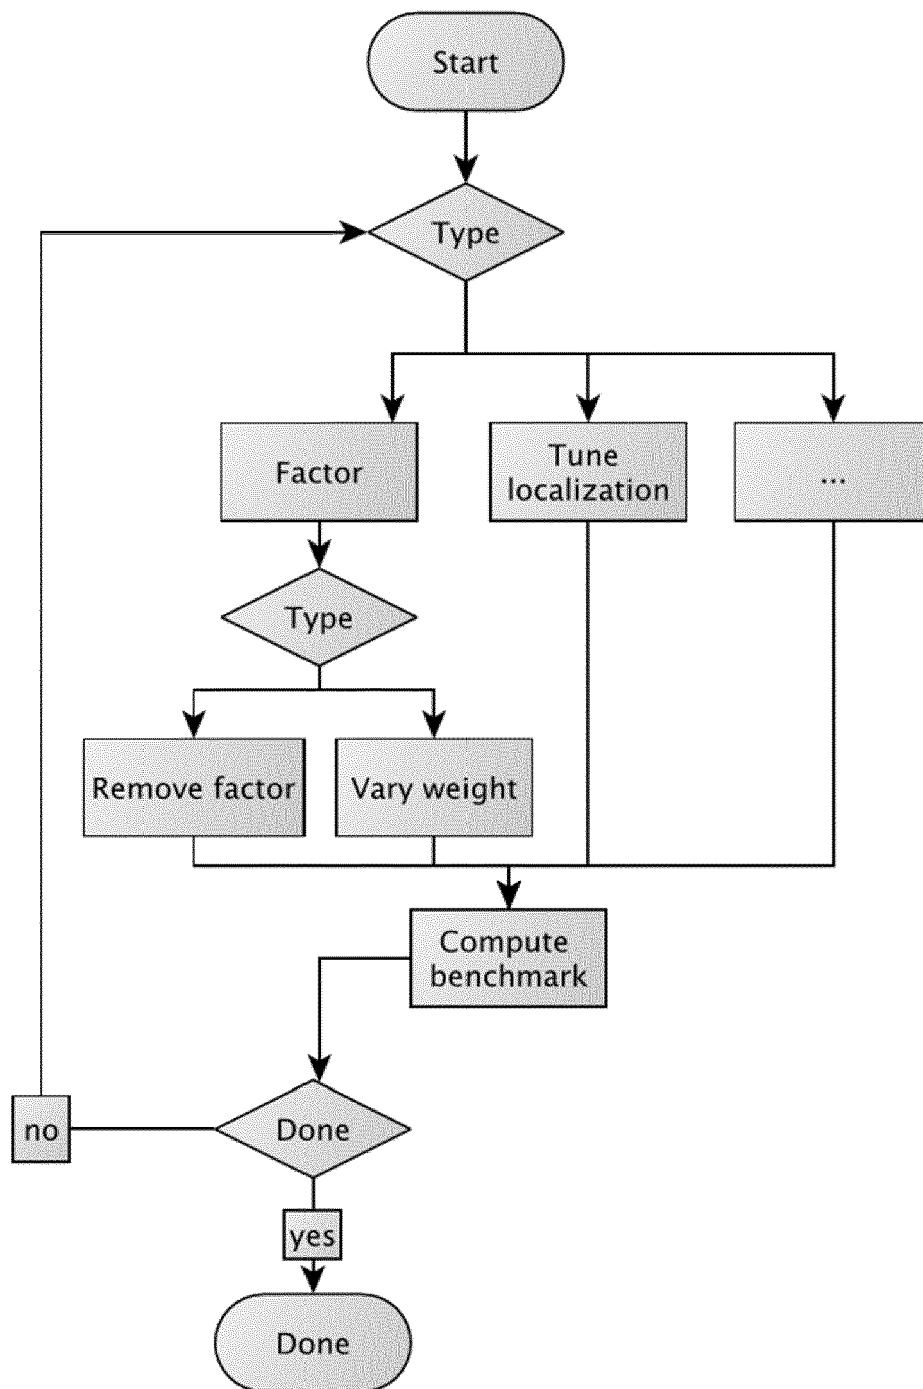 Start
Type
Factor
Tune
localization
...
Type
Remove factor
Vary weight
Compute
benchmark
Done
no
yes
Done